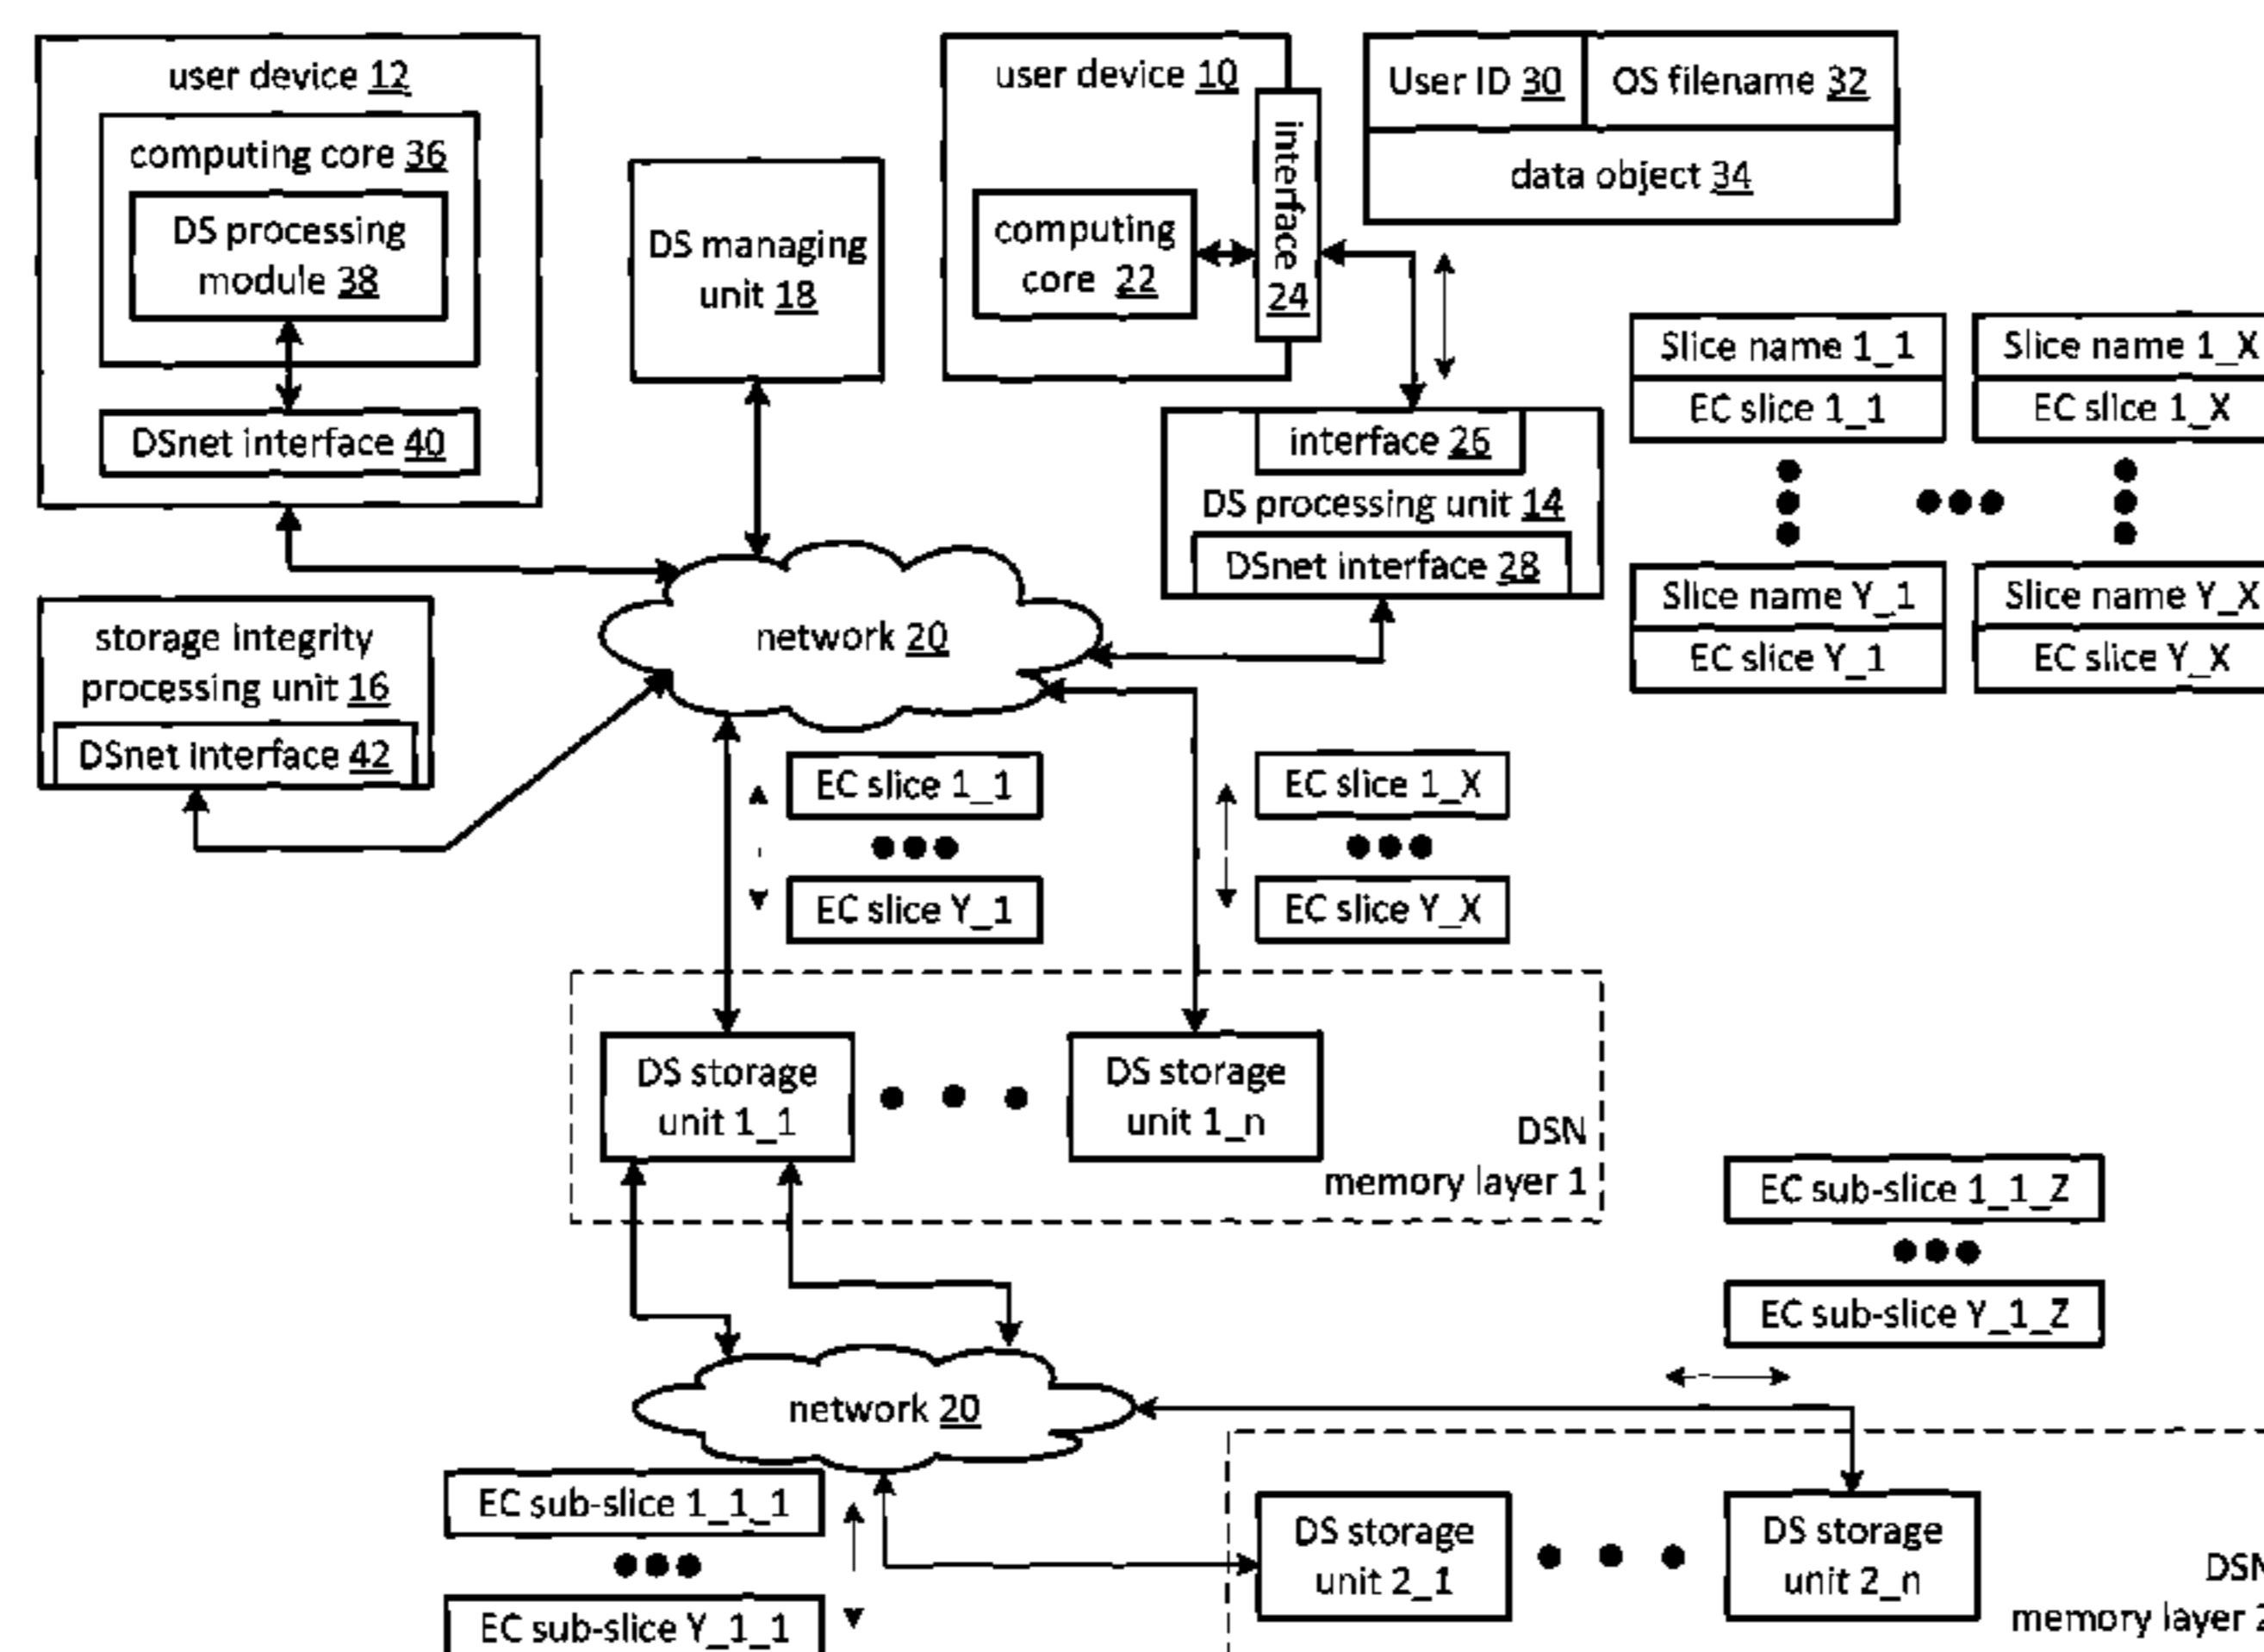 user device 12
computing core 36
DS processing
module 38
DSnet interface 40
DS managing
unit 18
user device 10
computing
core 22
interface 24
User ID 30
OS filename 32
data object 34
interface 26
DS processing unit 14
DSnet interface 28
Slice name 1_1
EC slice 1_1
Slice name 1_X
EC slice 1_X
Slice name Y_1
EC slice Y_1
Slice name Y_X
EC slice Y_X
storage integrity
processing unit 16
DSnet interface 42
network 20
EC slice 1_1
EC slice Y_1
EC slice 1_X
EC slice Y_X
DS storage
unit 1_1
DS storage
unit 1_n
DSN
memory layer 1
EC sub-slice 1_1_Z
EC sub-slice Y_1_Z
network 20
EC sub-slice 1_1_1
EC sub-slice Y_1_1
DS storage
unit 2_1
DS storage
unit 2_n
DSN
memory layer 2